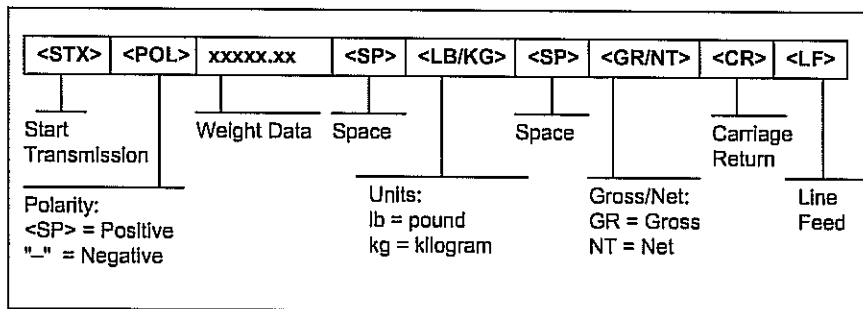 <STX> <POL> xxxxx.xx <SP> <LB/KG> <SP> <GR/NT> <CR> <LF>
Start
Transmission
Weight Data
Space
Space
Carriage
Return
Polarity:
<SP> = Positive
"–" = Negative
Units:
lb = pound
kg = kilogram
Gross/Net:
GR = Gross
NT = Net
Line
Feed